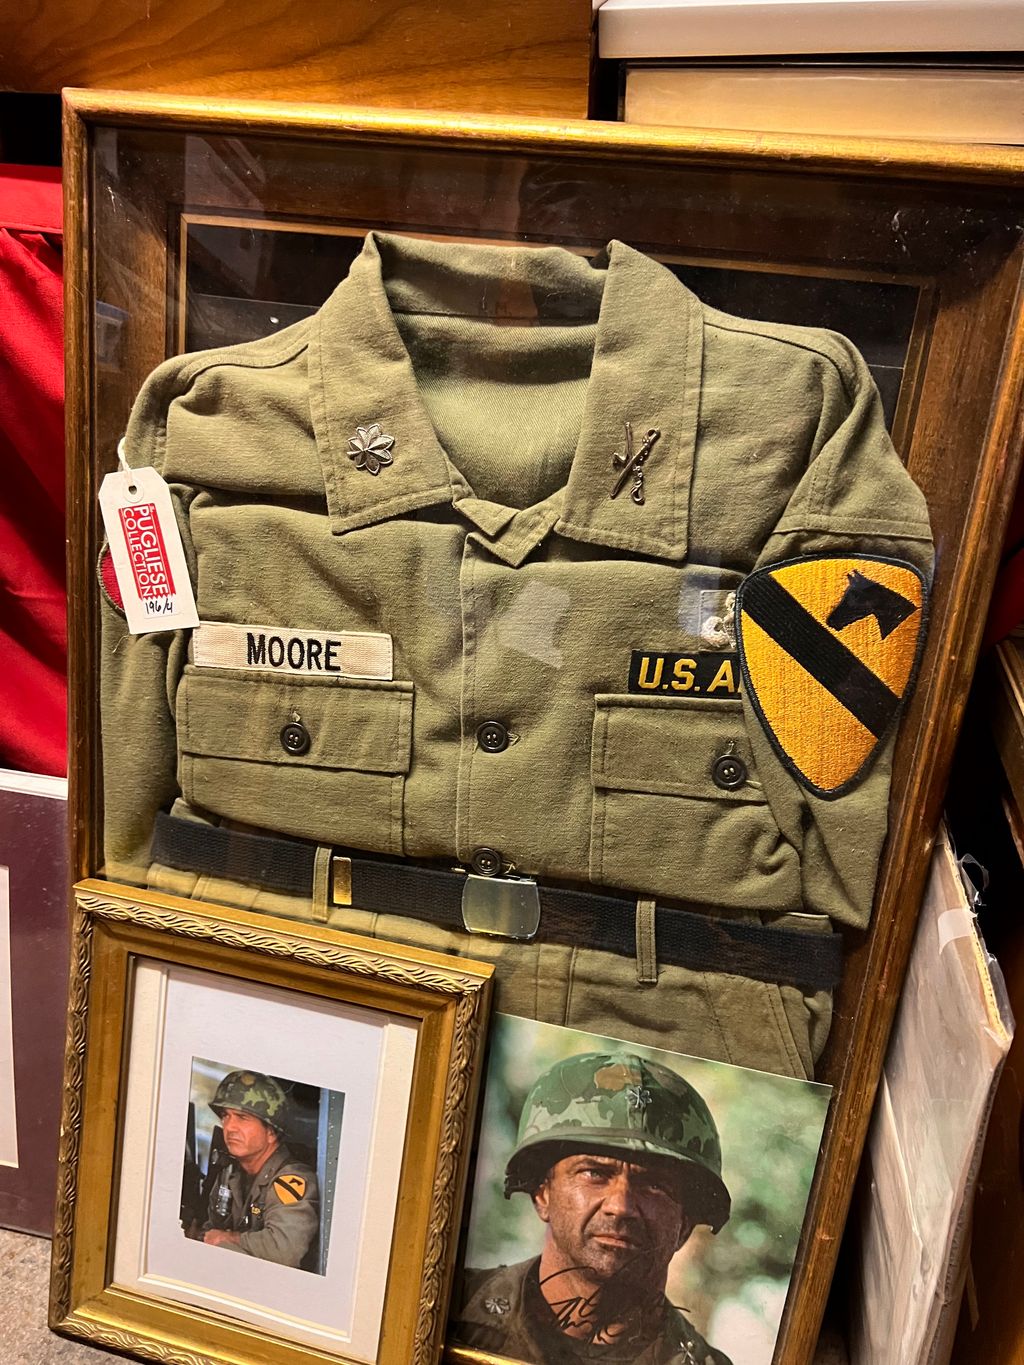 PUGLIESE
COLLECTION
196/4
MOORE
U.S. A